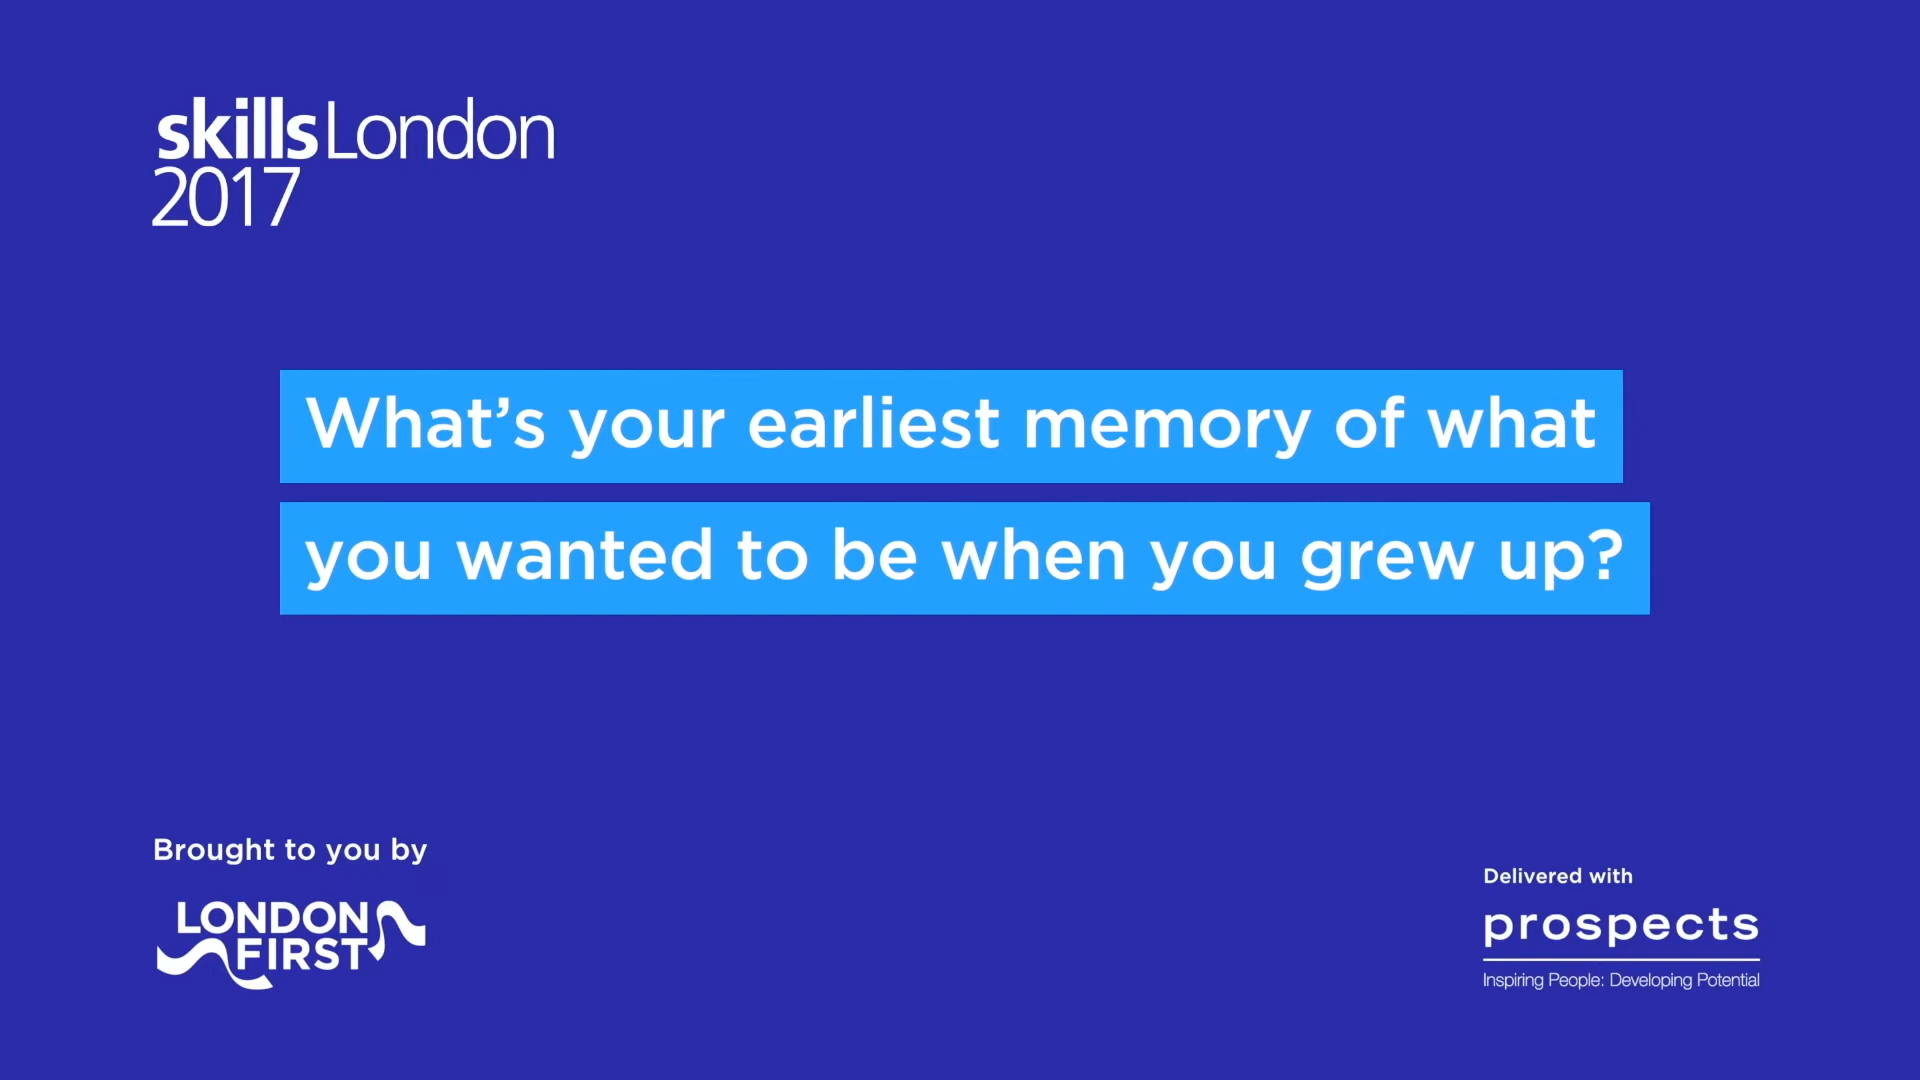 skills London
2017
What's your earliest memory of what
you wanted to be when you grew up?
Brought to you by
LONDON
FIRST
Delivered with
prospects
Inspiring People: Developing Potential